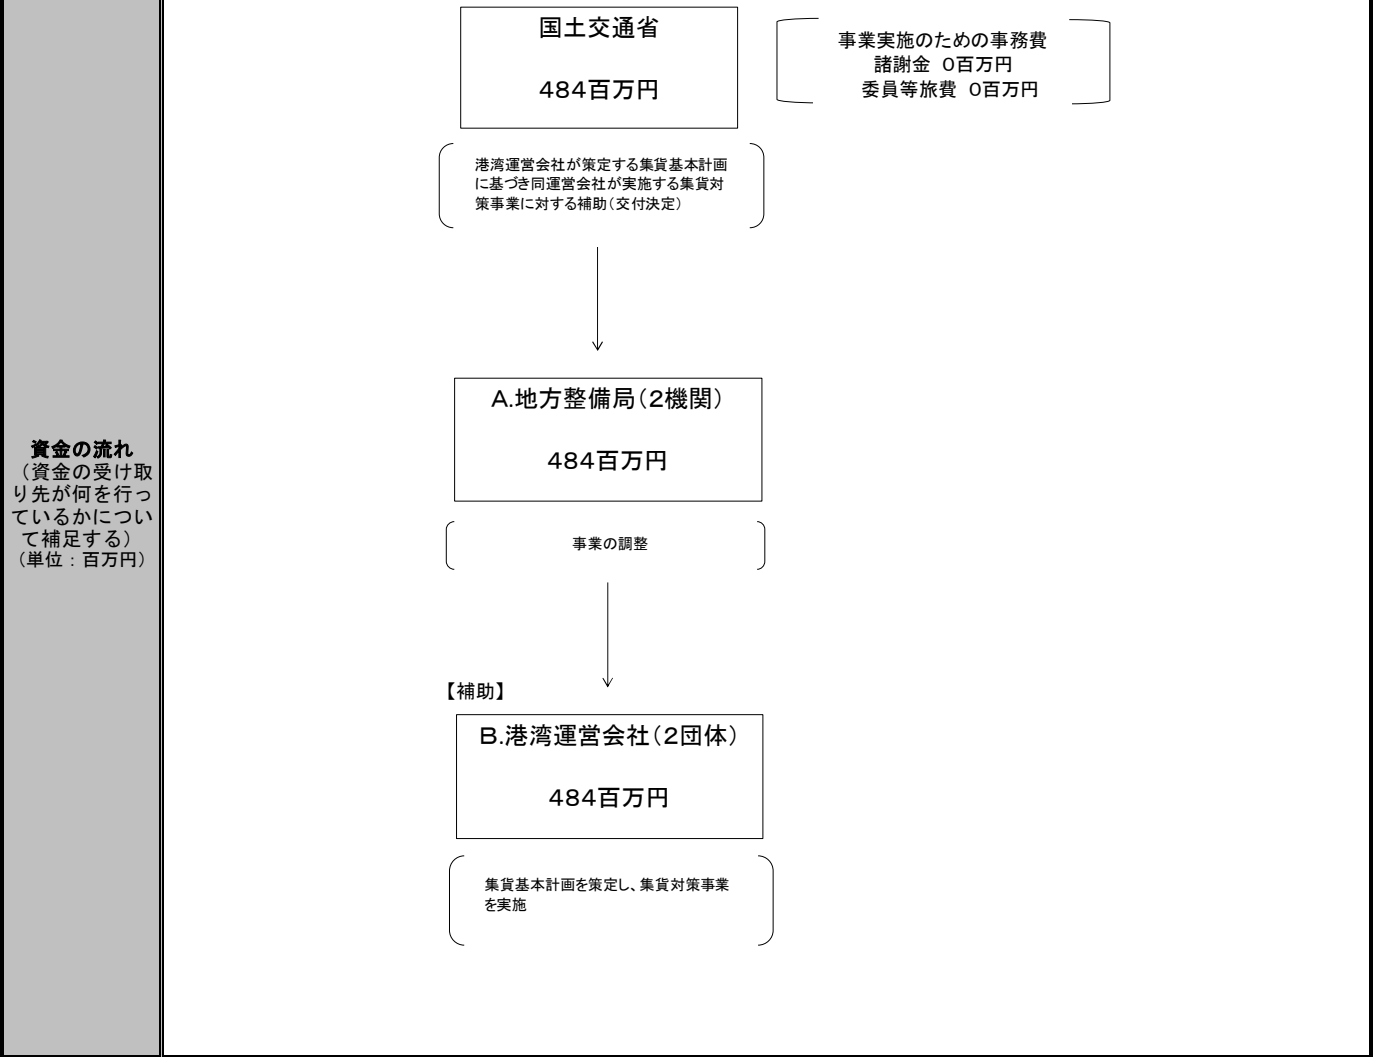 国土交通省
484百万円
事業実施のための事務費
諸謝金 0百万円
委員等旅費 0百万円
港湾運営会社が策定する集貨基本計画
に基づき同運営会社が実施する集貨対
策事業に対する補助(交付決定)
A.地方整備局(2機関)
484百万円
資金の流れ
(資金の受け取
り先が何を行っ
ているかについ
て補足する)
(単位:百万円)
事業の調整
【補助】
B.港湾運営会社(2団体)
484百万円
集貨基本計画を策定し、集貨対策事業
を実施